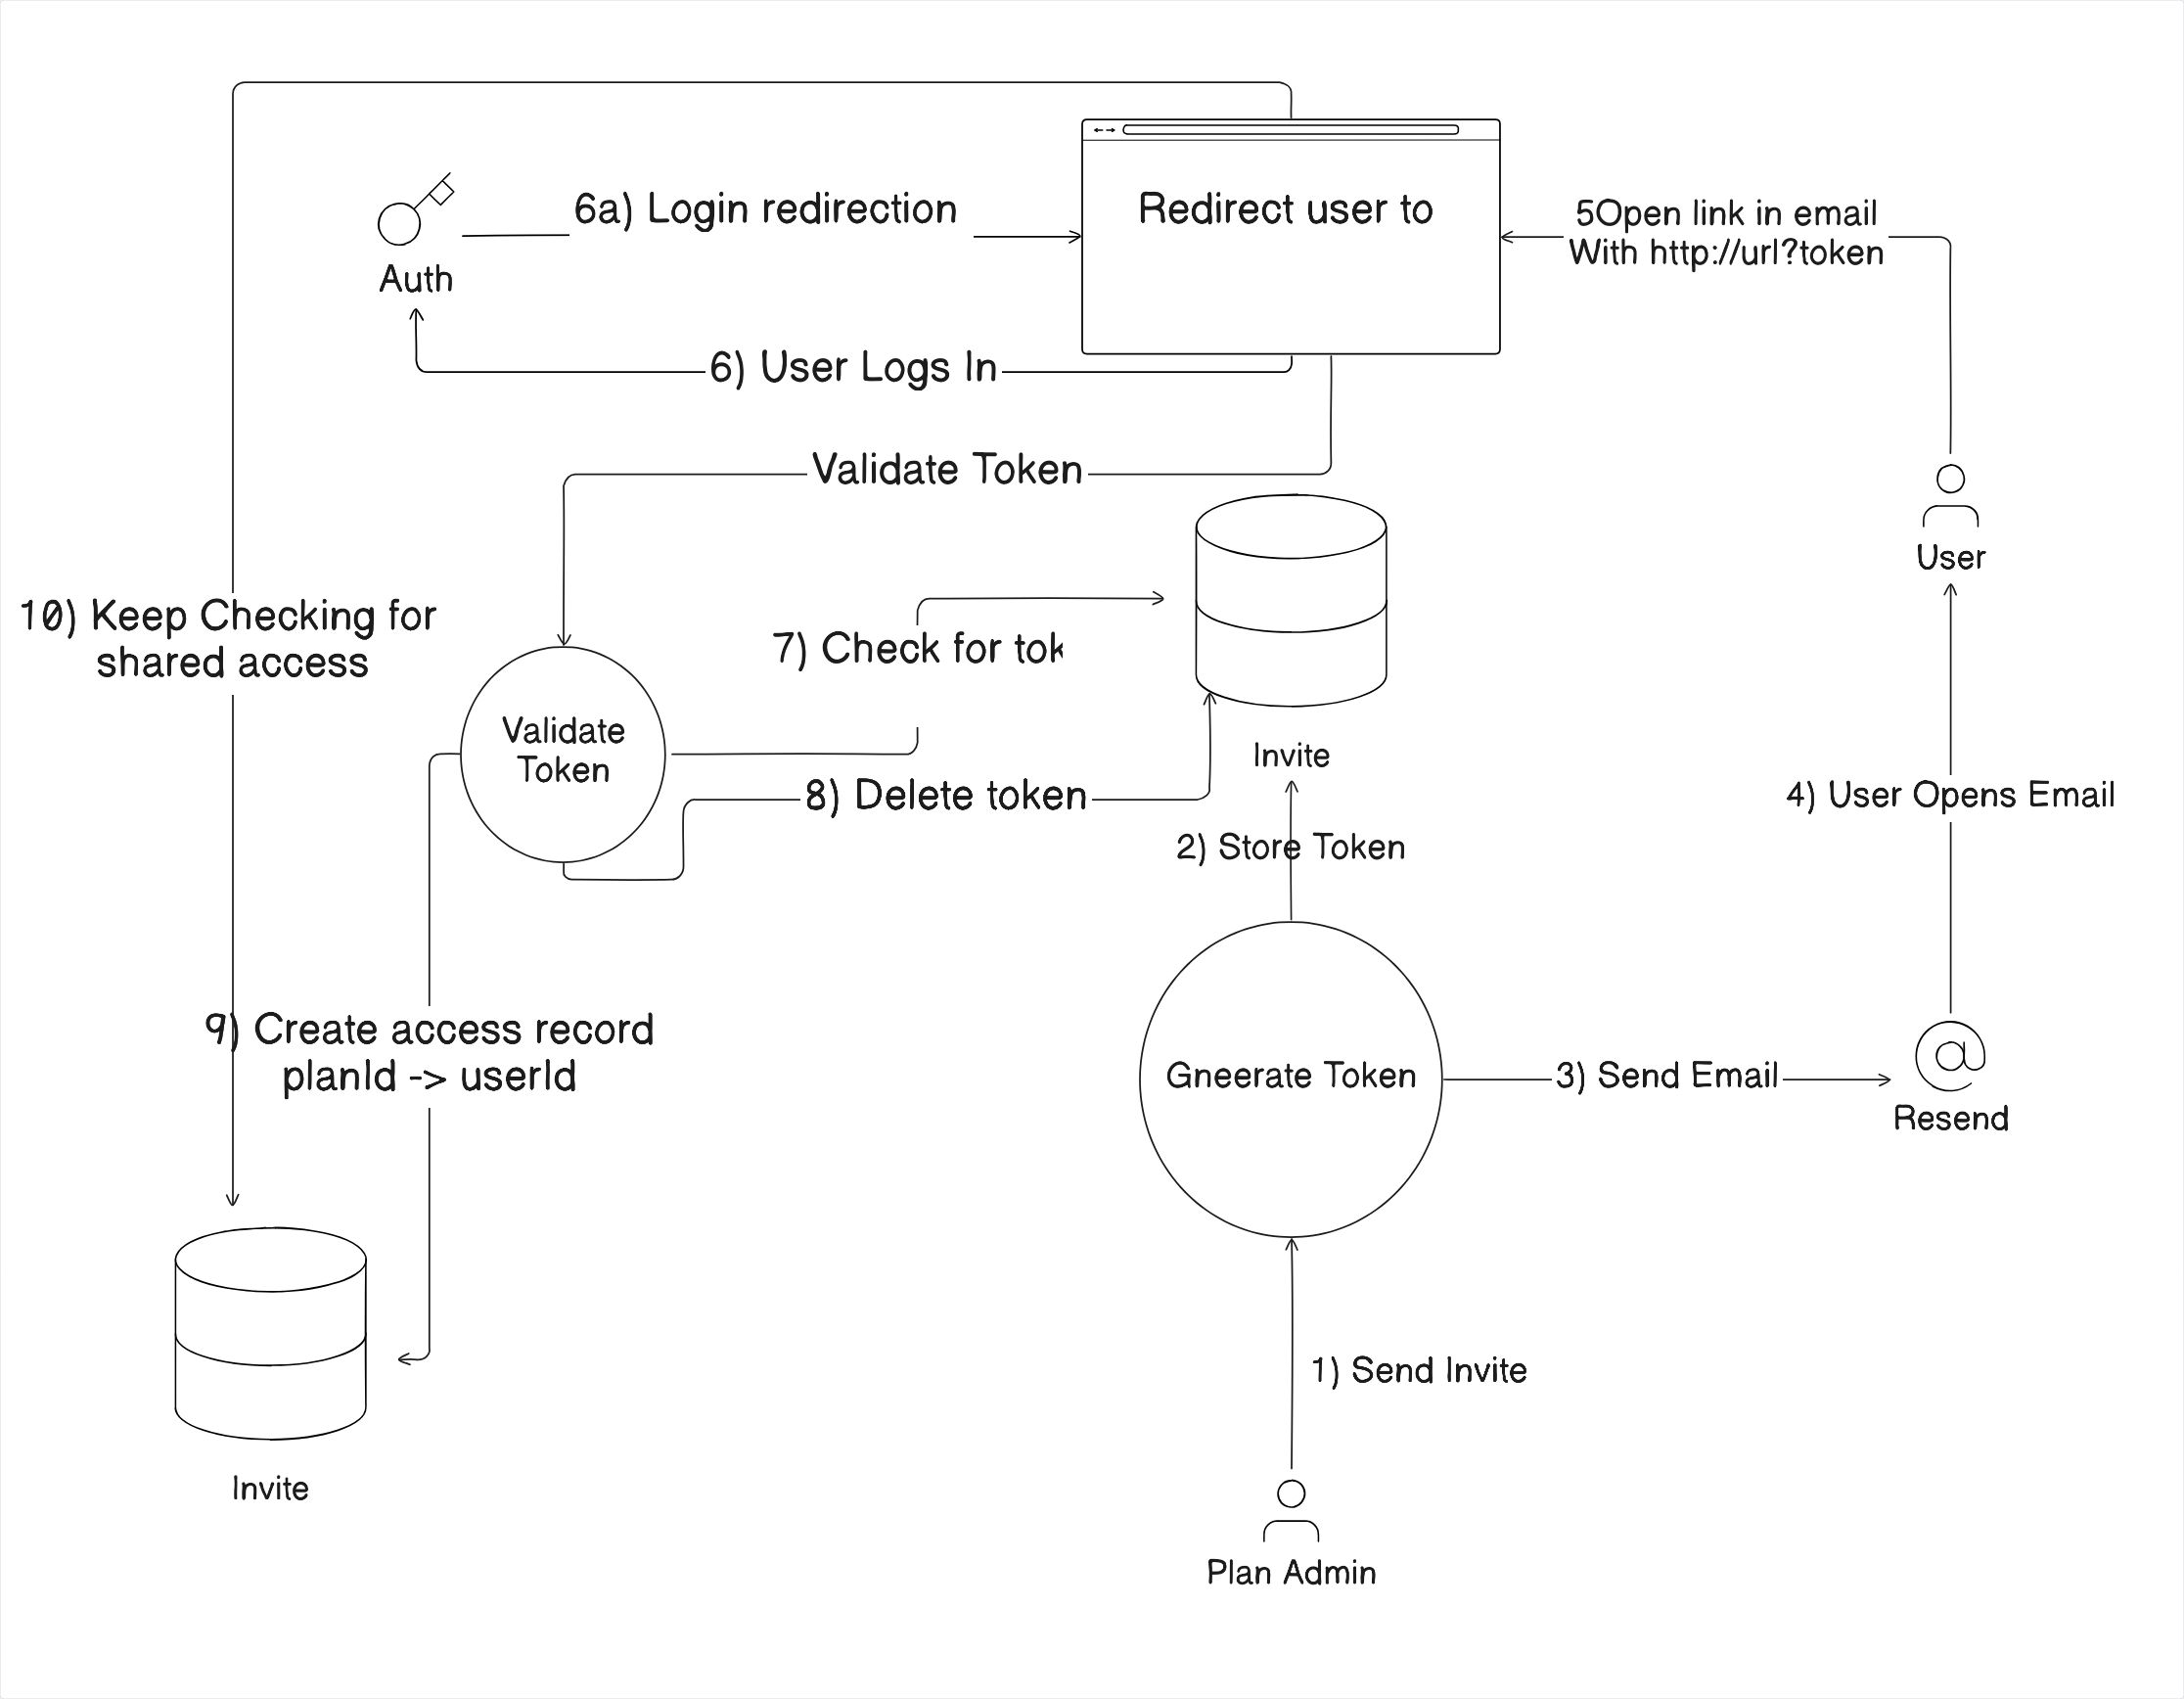 6a) Login redirection
Redirect user to
5Open link in email
With http://url?token
Auth
6) User Logs In
Validate Token
User
10) Keep Checking for
shared access
7) Check for tok
Validate
Token
Invite
8) Delete token
4) User Opens Email
2) Store Token
9) Create access record
planId -> userId
Gneerate Token
3) Send Email
Resend
1) Send Invite
Invite
Plan Admin